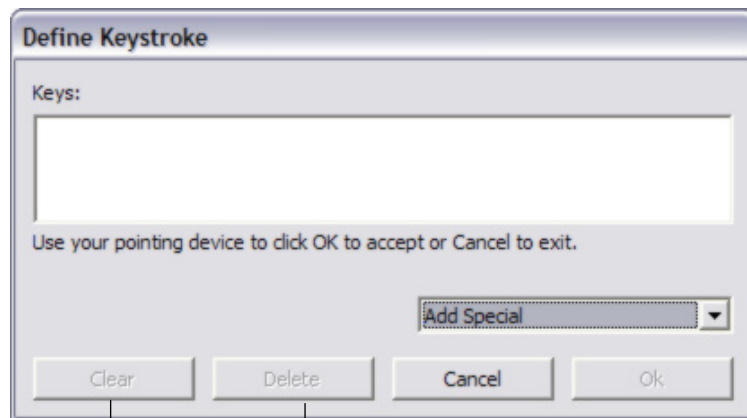 Define Keystroke
Keys:
Use your pointing device to click OK to accept or Cancel to exit.
Add Special
Clear Delete Cancel Ok